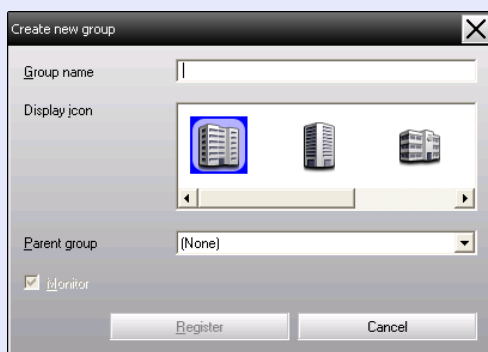 Create new group
Group name
Display icon
Parent group
(None)
Monitor
Register
Cancel